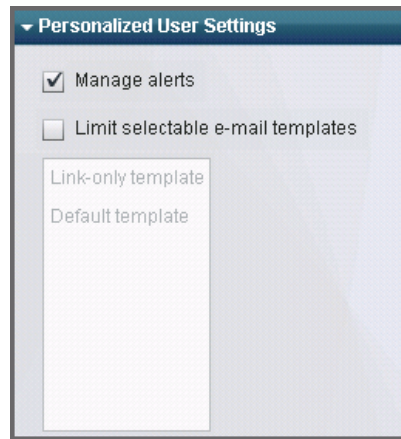 Personalized User Settings
Manage alerts
Limit selectable e-mail templates
Link-only template
Default template